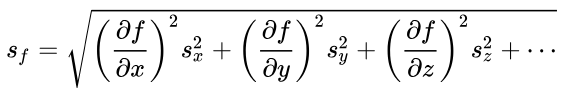 s_f = \sqrt{\left(\frac{\partial f}{\partial x}\right)^2 s_x^2 + \left(\frac{\partial f}{\partial y}\right)^2 s_y^2 + \left(\frac{\partial f}{\partial z}\right)^2 s_z^2 + \cdots}